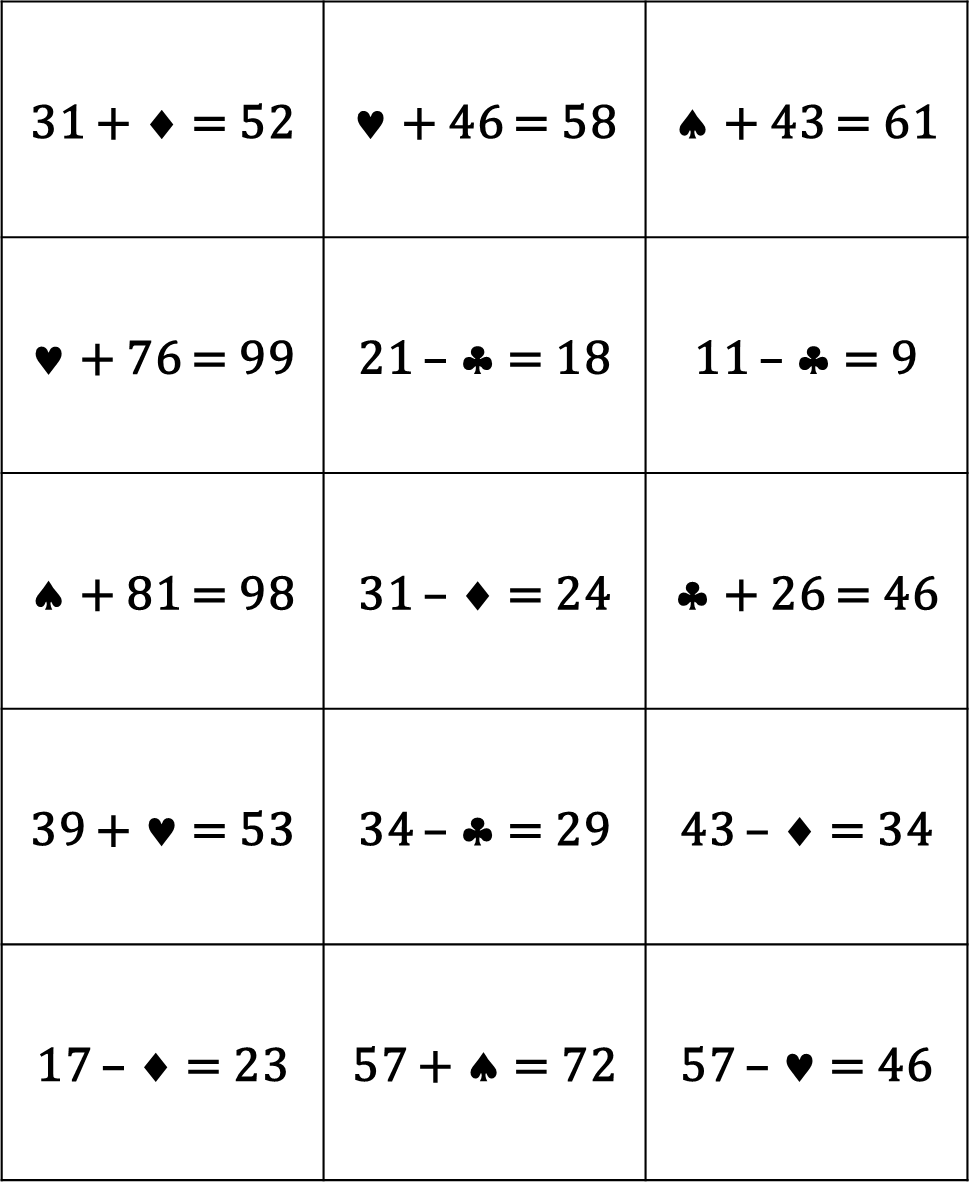 31 + ♦ = 52
♥ + 46 = 58
♠ + 43 = 61
♥ + 76 = 99
21 – ♣ = 18
11 – ♣ = 9
♠ + 81 = 98
31 – ♦ = 24
♣ + 26 = 46
39 + ♥ = 53
34 – ♣ = 29
43 – ♦ = 34
17 – ♦ = 23
57 + ♠ = 72
57 – ♥ = 46